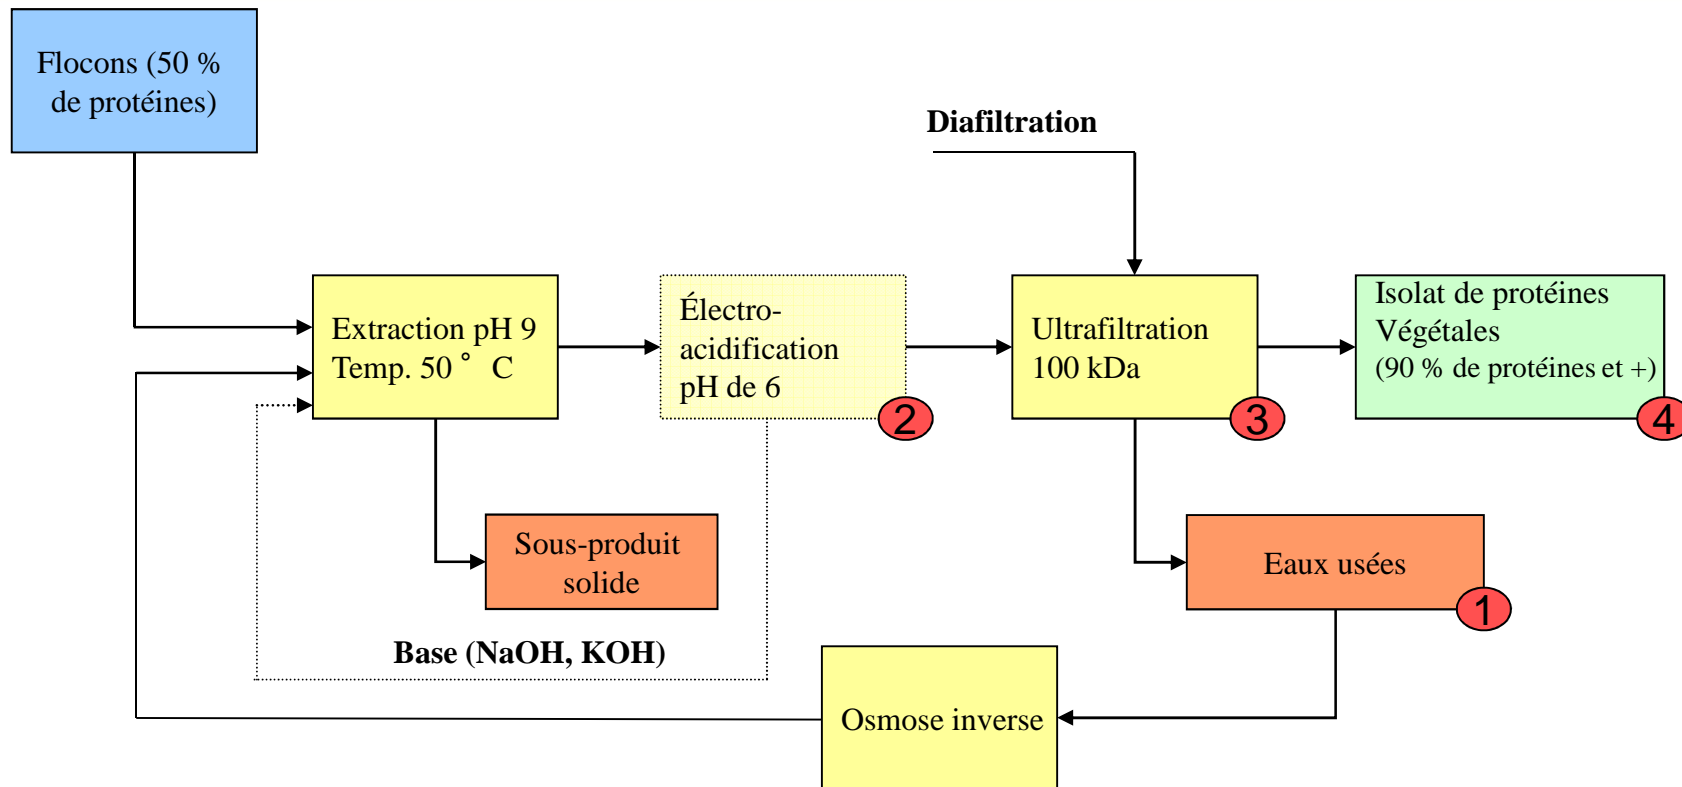 Flocons (50 %
de protéines)
Diafiltration
Extraction pH 9
Temp. 50 ° C
Électro-
acidification
pH de 6
2
Ultrafiltration
100 kDa
3
Isolat de protéines
Végétales
(90 % de protéines et +)
4
Sous-produit
solide
Eaux usées
1
Base (NaOH, KOH)
Osmose inverse